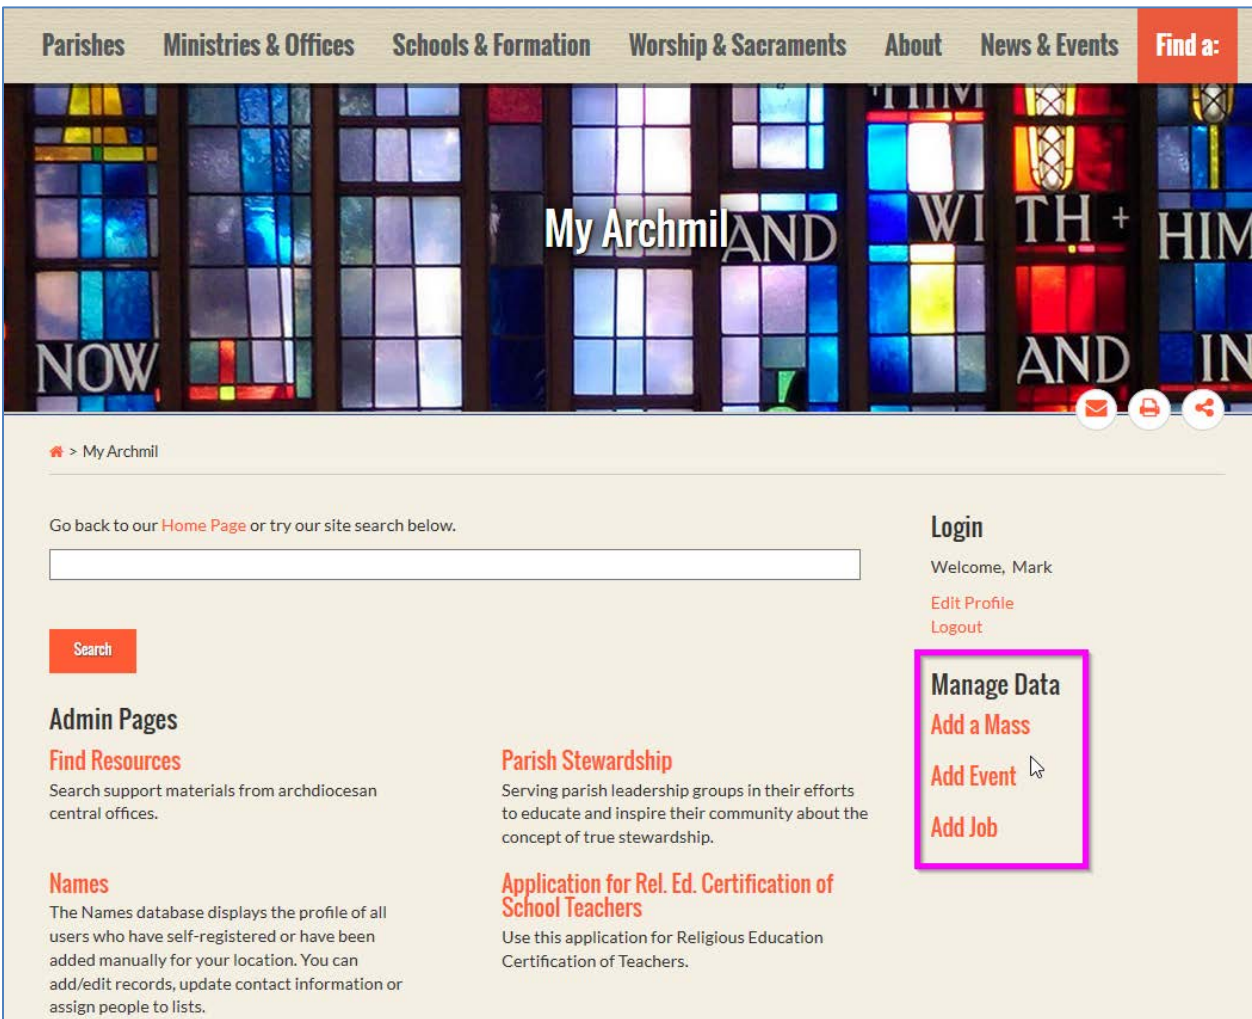 Parishes Ministries & Offices Schools & Formation Worship & Sacraments About News & Events Find a:
+HIM
My Archmil
AND WITH + HIM
NOW
AND IN
> My Archmil
Go back to our Home Page or try our site search below.
Search
Admin Pages
Find Resources
Search support materials from archdiocesan
central offices.
Names
The Names database displays the profile of all
users who have self-registered or have been
added manually for your location. You can
add/edit records, update contact information or
assign people to lists.
Parish Stewardship
Serving parish leadership groups in their efforts
to educate and inspire their community about the
concept of true stewardship.
Application for Rel. Ed. Certification of
School Teachers
Use this application for Religious Education
Certification of Teachers.
Login
Welcome, Mark
Edit Profile
Logout
Manage Data
Add a Mass
Add Event
Add Job